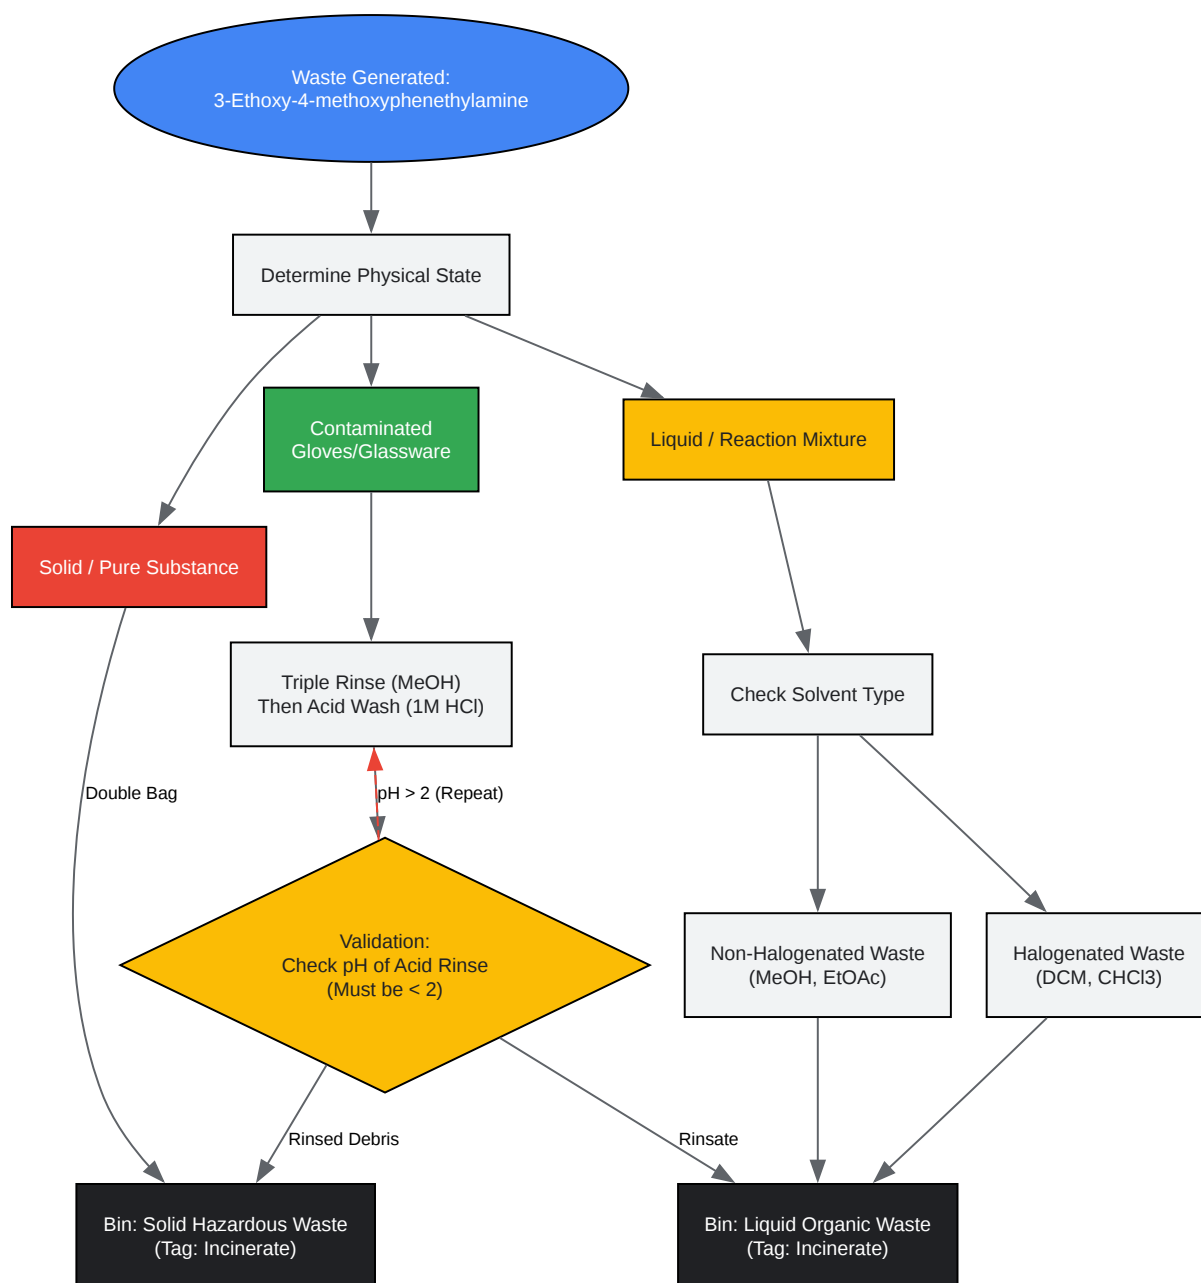 Waste Generated:
3-Ethoxy-4-methoxyphenethylamine
Determine Physical State
Contaminated
Gloves/Glassware
Liquid / Reaction Mixture
Solid / Pure Substance
Triple Rinse (MeOH)
Then Acid Wash (1M HCl)
Check Solvent Type
Double Bag
pH > 2 (Repeat)
Validation:
Check pH of Acid Rinse
(Must be < 2)
Non-Halogenated Waste
(MeOH, EtOAc)
Halogenated Waste
(DCM, CHCl3)
Rinsed Debris
Rinsate
Bin: Solid Hazardous Waste
(Tag: Incinerate)
Bin: Liquid Organic Waste
(Tag: Incinerate)